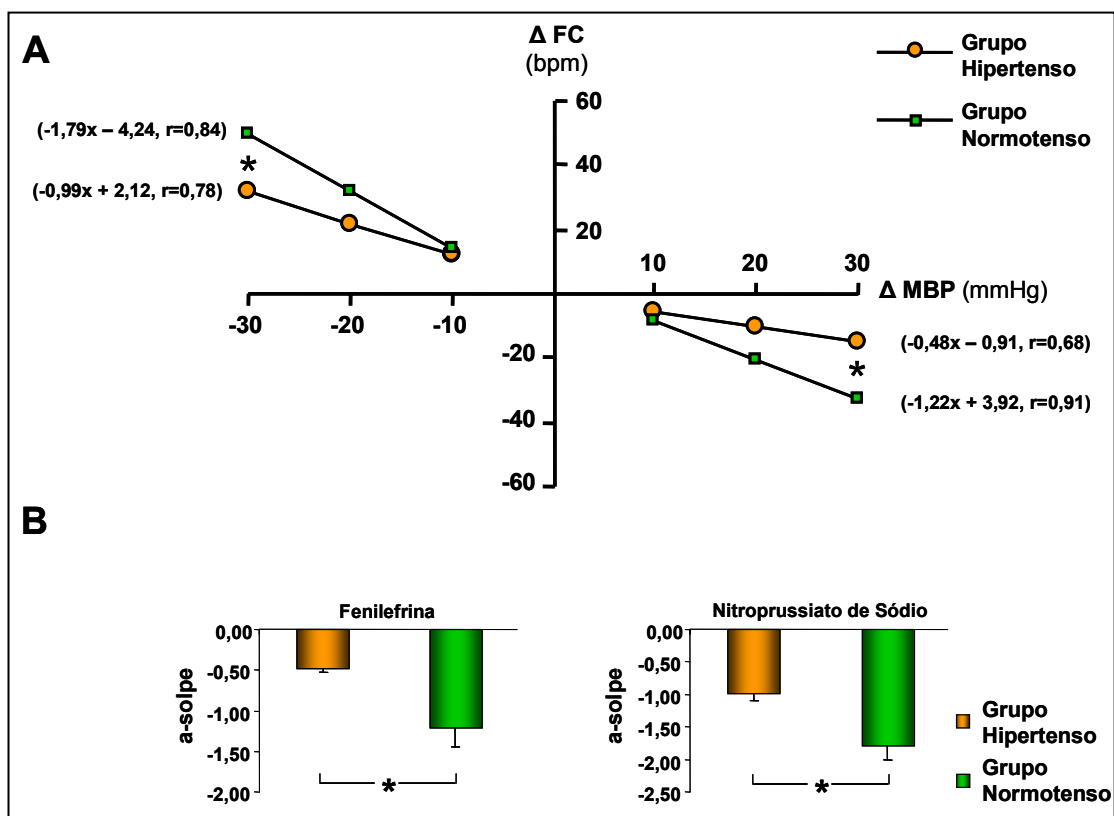 A
Δ FC
(bpm)
Grupo
Hipertenso
Grupo
Normotenso
60
40
20
(-1,79x – 4,24, r=0,84)
*
(-0,99x + 2,12, r=0,78)
10 20 30
Δ MBP (mmHg)
-30 -20 -10
-20
-40
-60
(-0,48x – 0,91, r=0,68)
*
(-1,22x + 3,92, r=0,91)
B
Fenilefrina
0,00
-0,50
-1,00
-1,50
-2,00
a-solpe
*
Nitroprussiato de Sódio
0,00
-0,50
-1,00
-1,50
-2,00
-2,50
a-solpe
*
Grupo
Hipertenso
Grupo
Normotenso